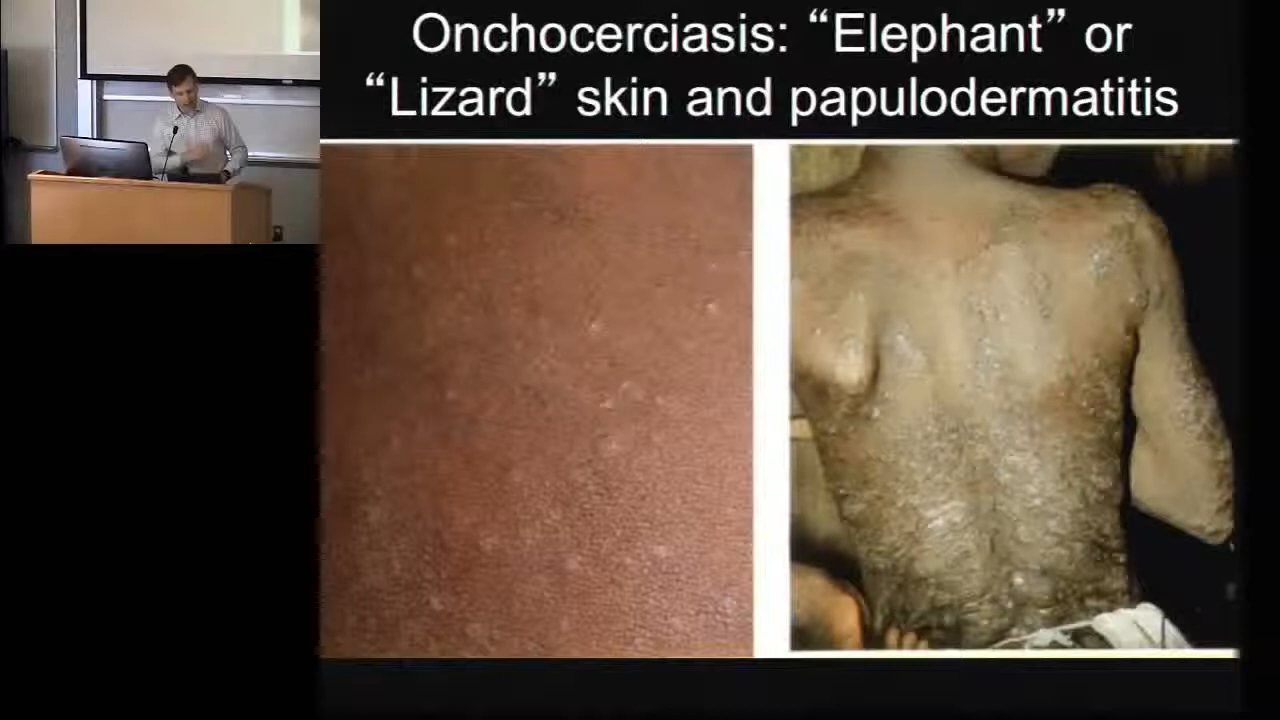 Onchocerciasis: “Elephant” or
“Lizard” skin and papulodermatitis